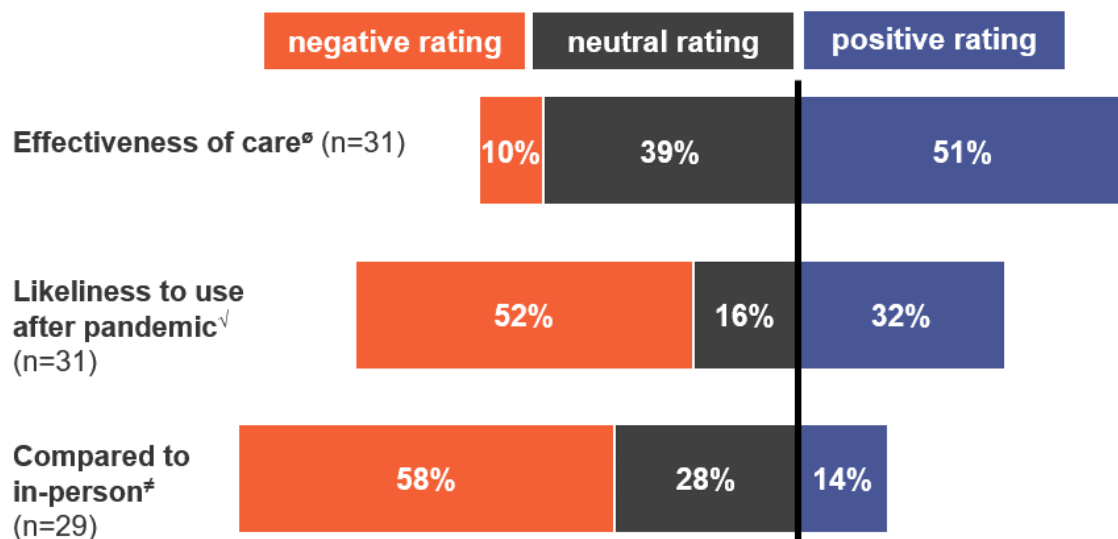 negative rating neutral rating positive rating
Effectiveness of careᶲ (n=31) 10% 39% 51%
Likeliness to use
after pandemic√ 52% 16% 32%
(n=31)
Compared to
in-person≠ 58% 28% 14%
(n=29)